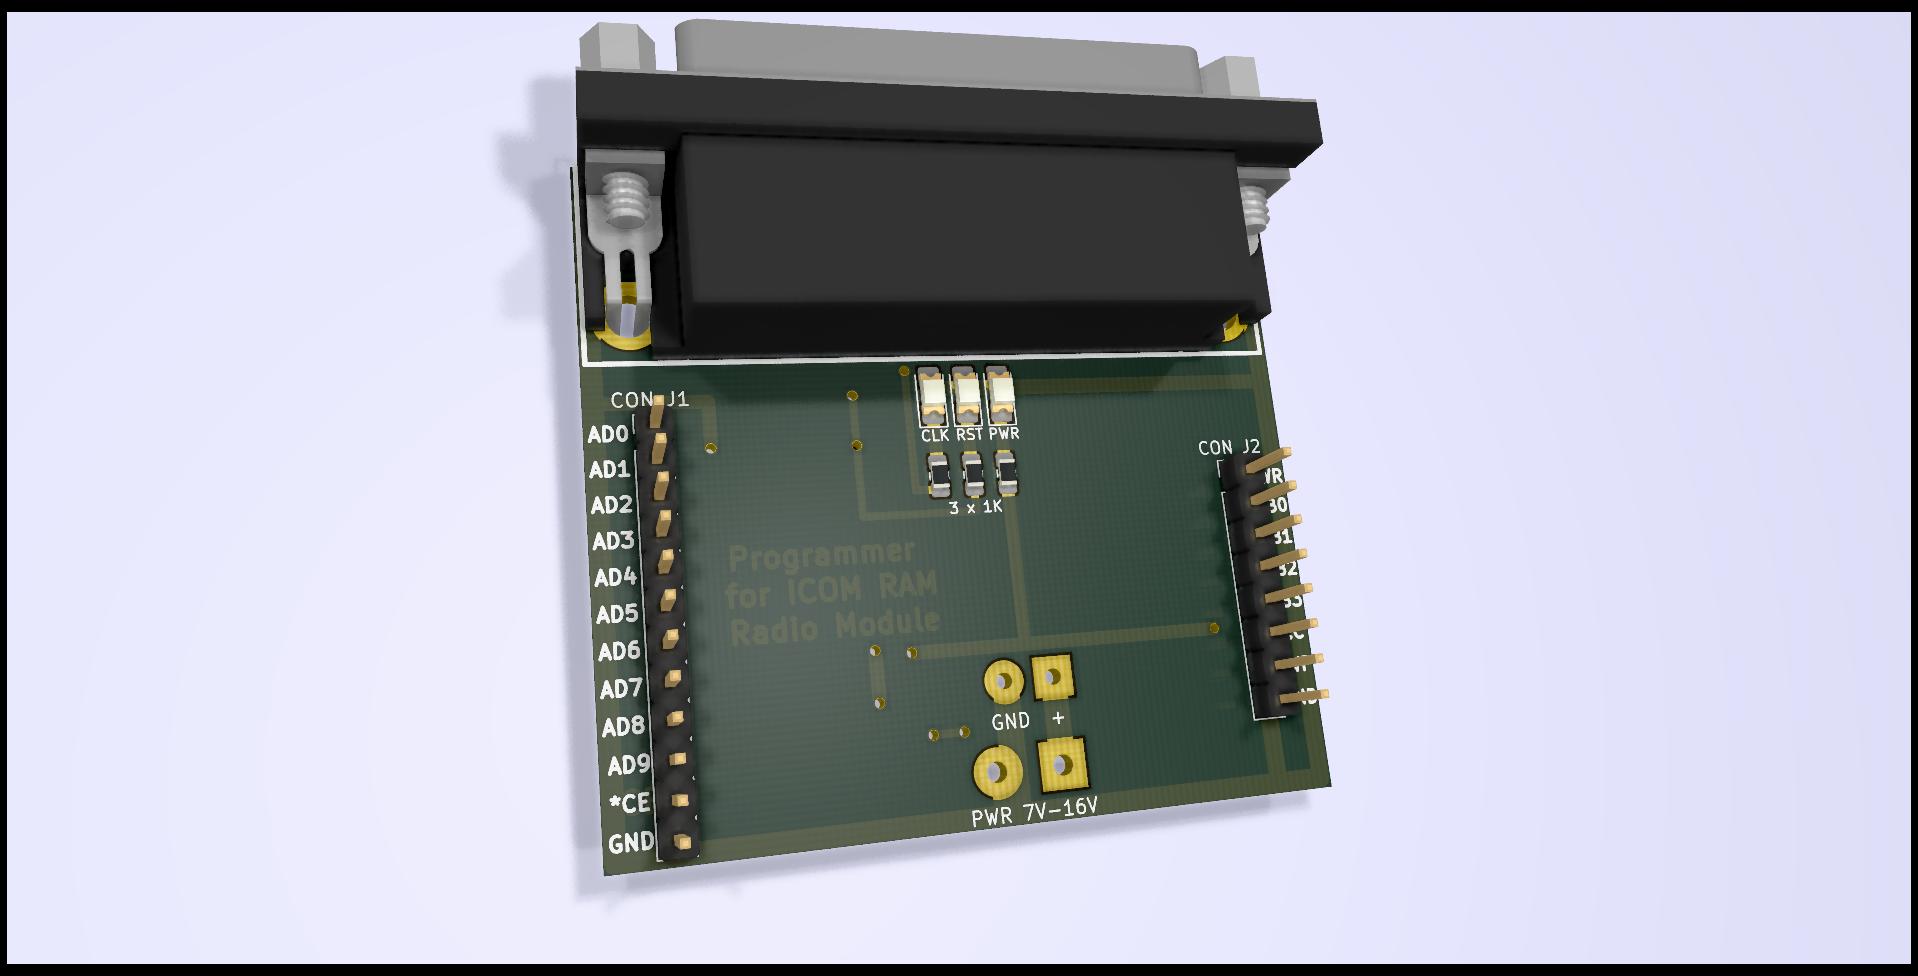 CON J1
AD0
AD1
AD2
AD3
AD4
AD5
AD6
AD7
AD8
AD9
*CE
GND
CLK RST PWR
3 x 1K
Programmer
for ICOM RAM
Radio Module
GND +
PWR 7V-16V
CON J2